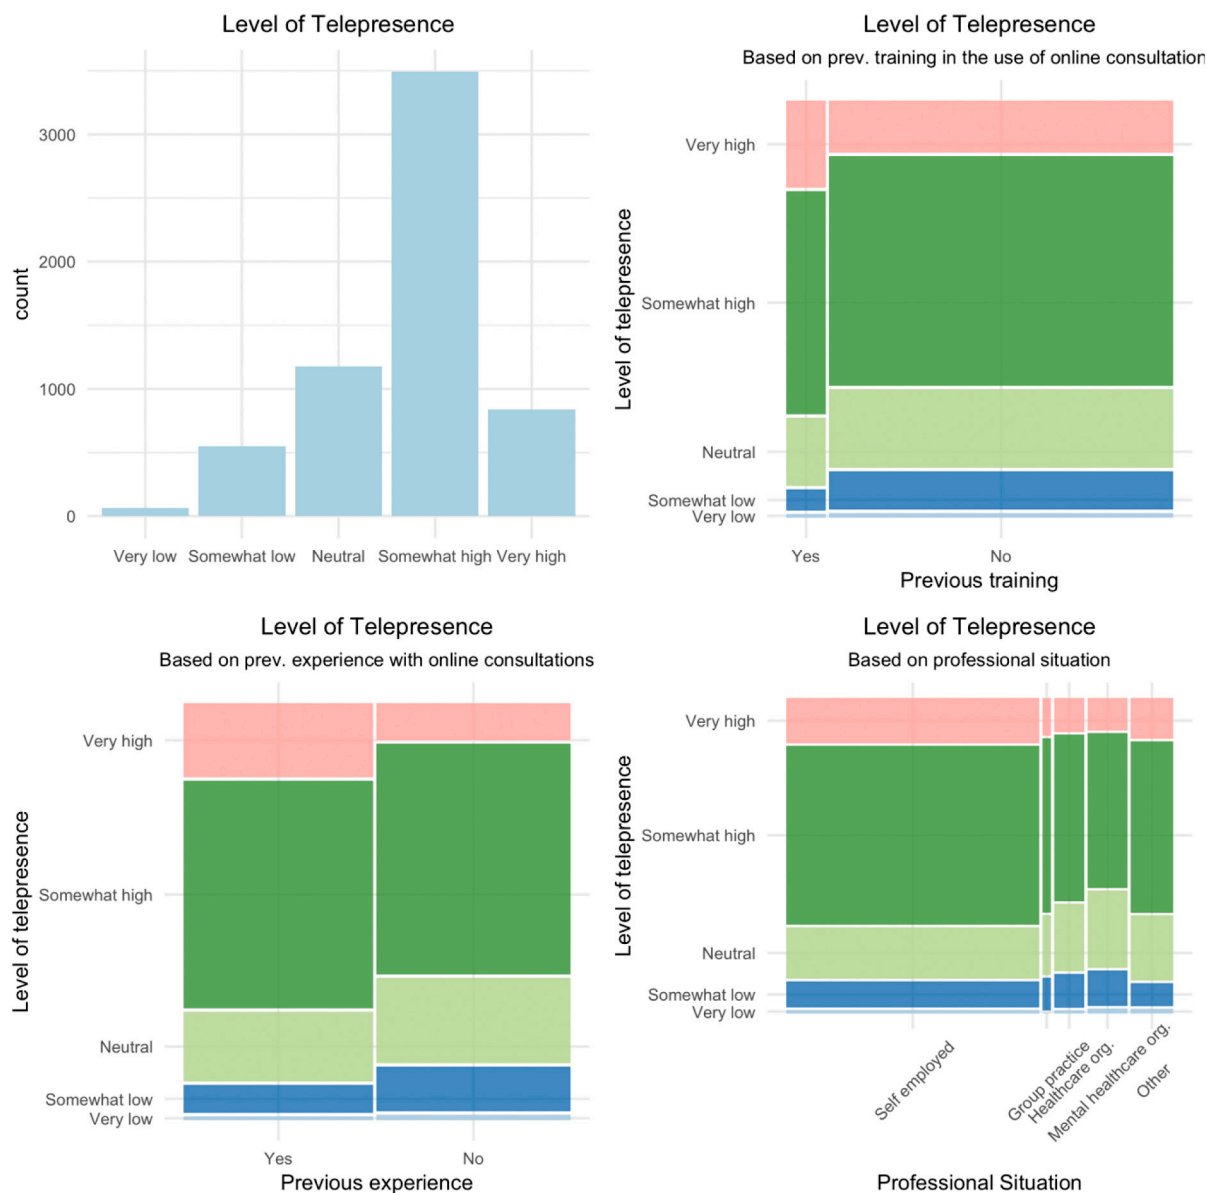 Level of Telepresence
count
3000
2000
1000
0
Very low Somewhat low Neutral Somewhat high Very high
Level of Telepresence
Based on prev. training in the use of online consultation
Level of telepresence
Very high
Somewhat high
Neutral
Somewhat low
Very low
Yes No
Previous training
Level of Telepresence
Based on prev. experience with online consultations
Level of telepresence
Very high
Somewhat high
Neutral
Somewhat low
Very low
Yes No
Previous experience
Level of Telepresence
Based on professional situation
Level of telepresence
Very high
Somewhat high
Neutral
Somewhat low
Very low
Self employed
Group practice
Healthcare org.
Mental healthcare org.
Other
Professional Situation